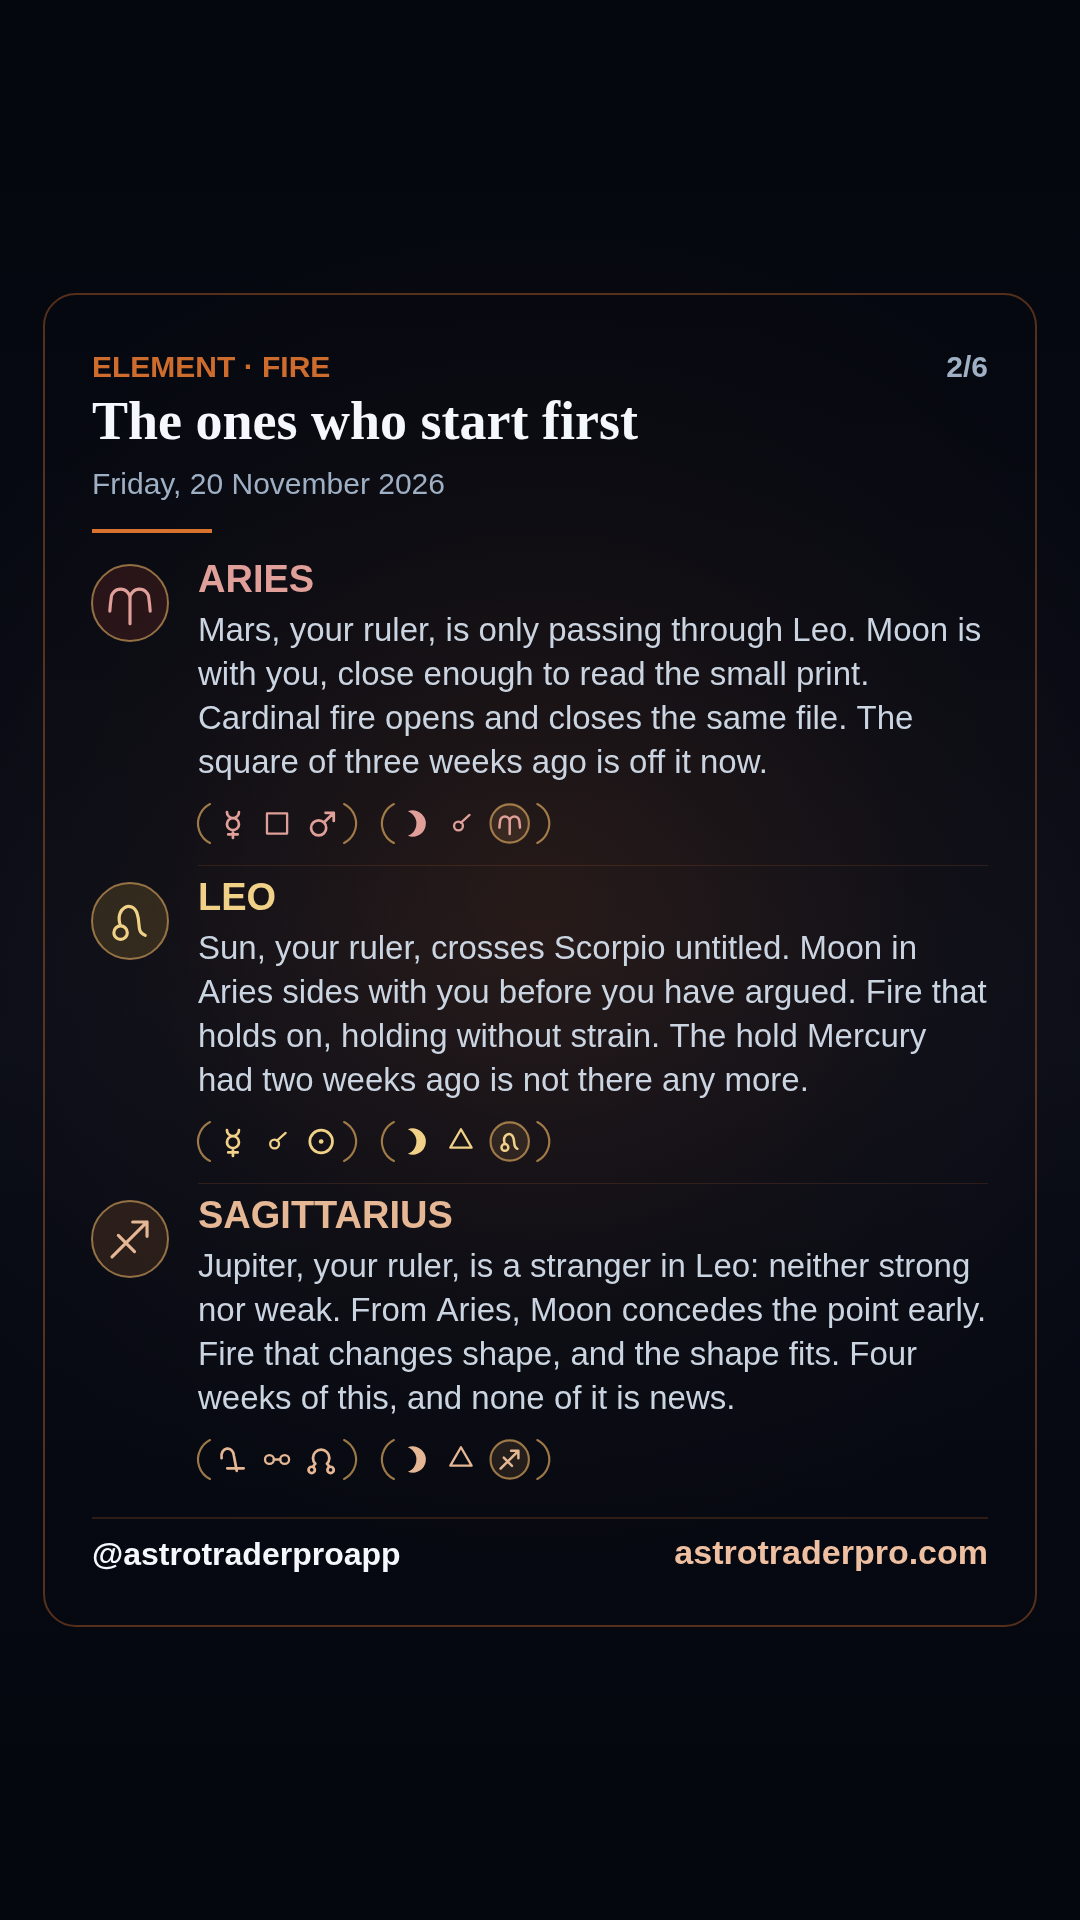 ELEMENT · FIRE
2/6
The ones who start first
Friday, 20 November 2026
ARIES
Mars, your ruler, is only passing through Leo. Moon is
with you, close enough to read the small print.
Cardinal fire opens and closes the same file. The
square of three weeks ago is off it now.
LEO
Sun, your ruler, crosses Scorpio untitled. Moon in
Aries sides with you before you have argued. Fire that
holds on, holding without strain. The hold Mercury
had two weeks ago is not there any more.
SAGITTARIUS
Jupiter, your ruler, is a stranger in Leo: neither strong
nor weak. From Aries, Moon concedes the point early.
Fire that changes shape, and the shape fits. Four
weeks of this, and none of it is news.
@astrotraderproapp
astrotraderpro.com